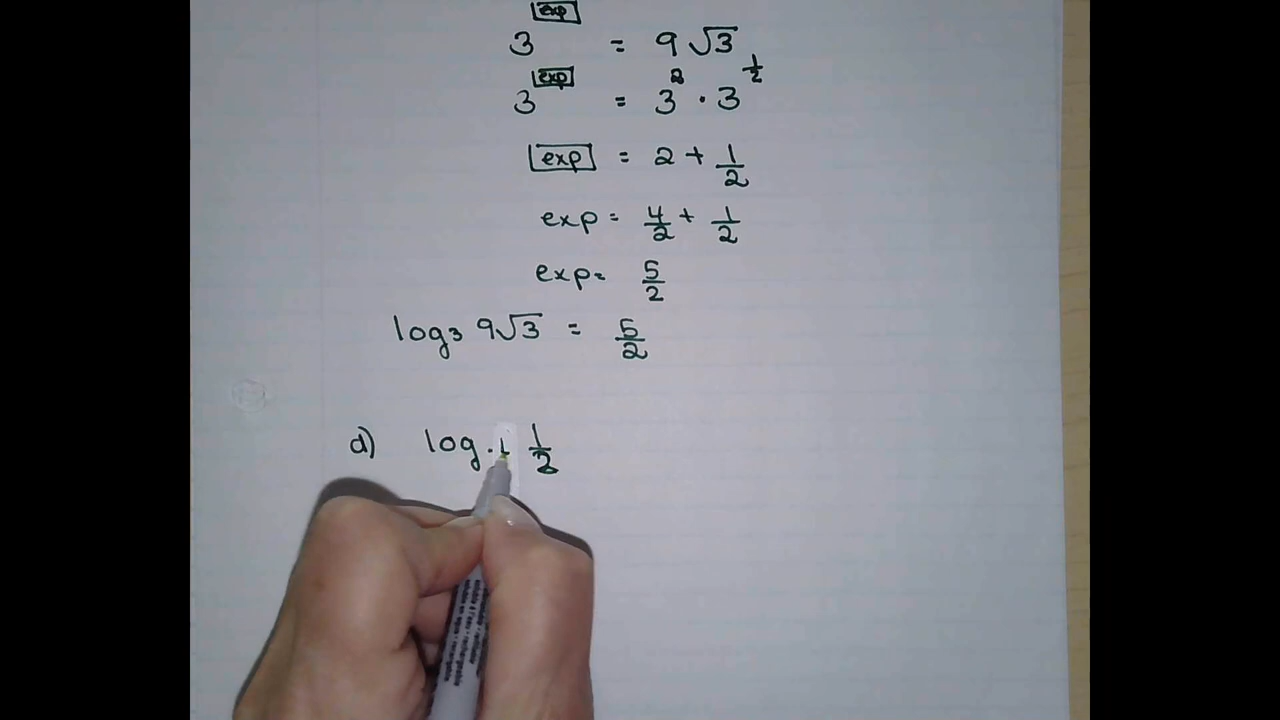 3^exp = 9√3
3^exp = 3^2 · 3^1/2
exp = 2 + 1/2
exp = 4/2 + 1/2
exp = 5/2
log₃ 9√3 = 5/2
d) log 1/2